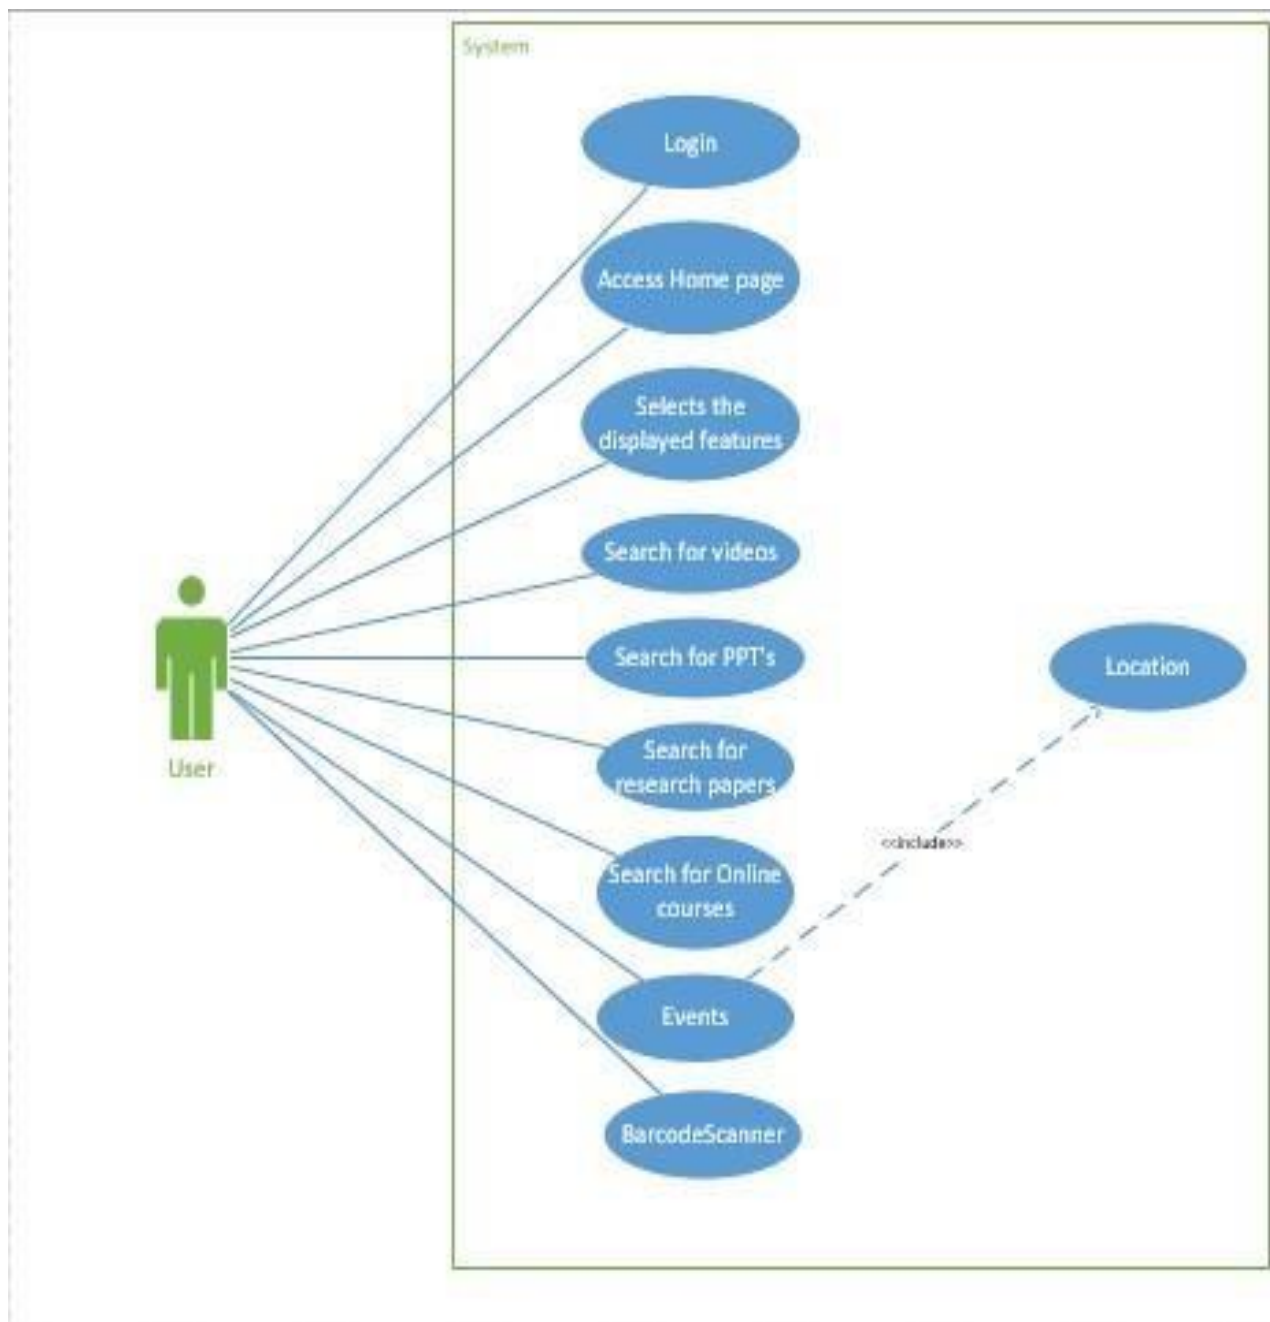 System
Login
Access Home page
Selects the
displayed features
Search for videos
Search for PPT's
Location
Search for
research papers
User
<<include>>
Search for Online
courses
Events
BarcodeScanner